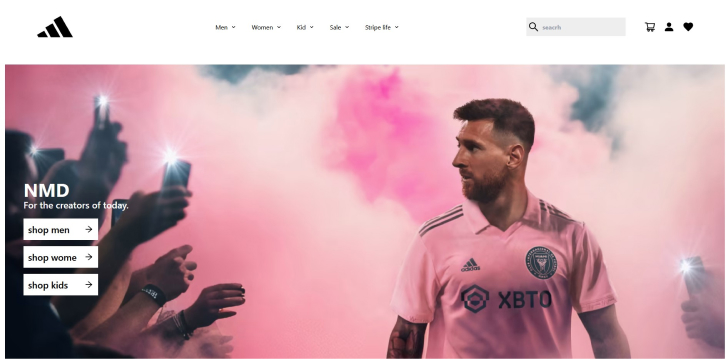 Men
Women
Kid
Sale
Stripe life
seacrh
NMD
For the creators of today.
shop men
shop wome
shop kids
adidas
XBTO